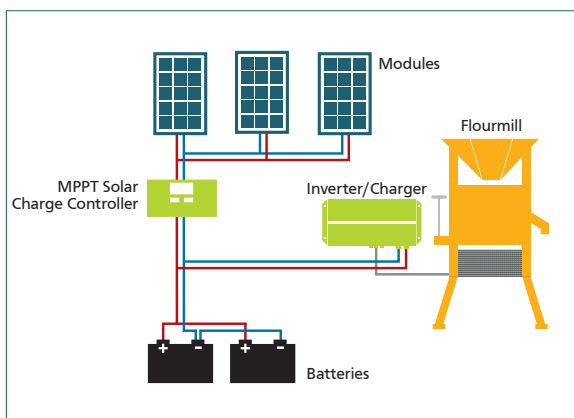 Modules
Flourmill
MPPT Solar
Charge Controller
Inverter/Charger
+ - + -
Batteries